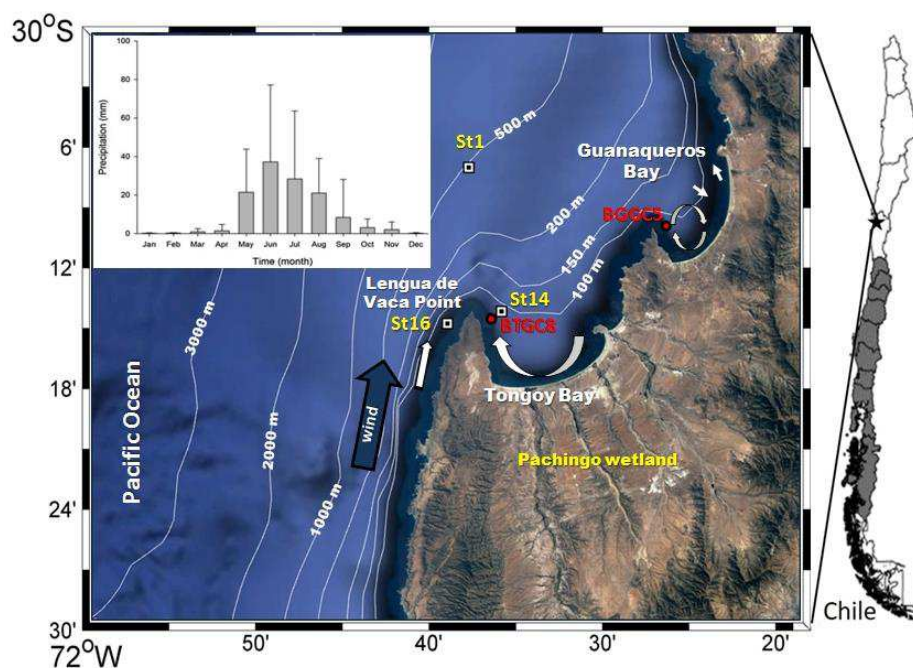 30°S
100
80
60
40
20
0
Precipitation (mm)
Jan Feb Mar Apr May Jun Jul Aug Sep Oct Nov Dec
Time (month)
6'
12'
18'
24'
30'
72°W
50'
40'
30'
20'
St1
500 m
Guanaqueros
Bay
200 m
BGGC5
150 m
100 m
Lengua de
Vaca Point
St14
St16
BTGC8
3000 m
Tongoy Bay
wind
Pacific Ocean
2000 m
Pachingo wetland
1000 m
Chile